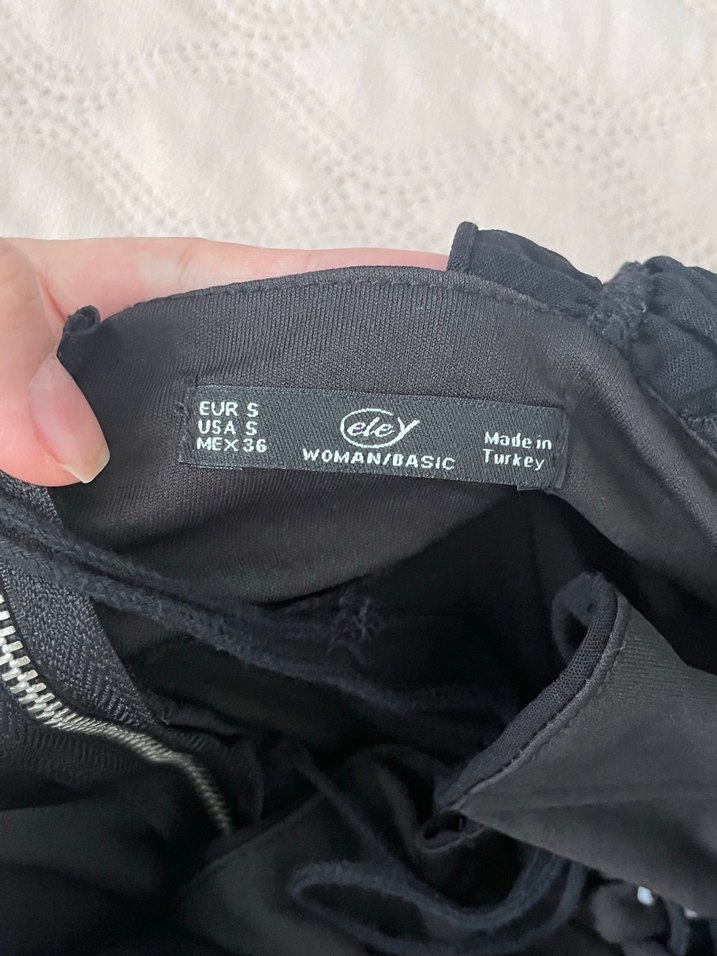 EUR S
USA S
MEX 36
eley
WOMAN/BASIC
Made in
Turkey